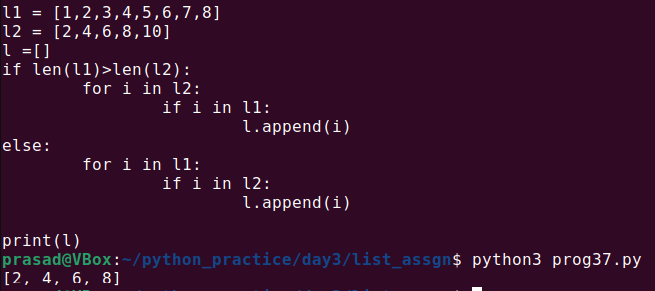 l1 = [1,2,3,4,5,6,7,8]
l2 = [2,4,6,8,10]
l =[]
if len(l1)>len(l2):
        for i in l2:
                if i in l1:
                        l.append(i)
else:
        for i in l1:
                if i in l2:
                        l.append(i)

print(l)
prasad@VBox:~/python_practice/day3/list_assgn$ python3 prog37.py
[2, 4, 6, 8]